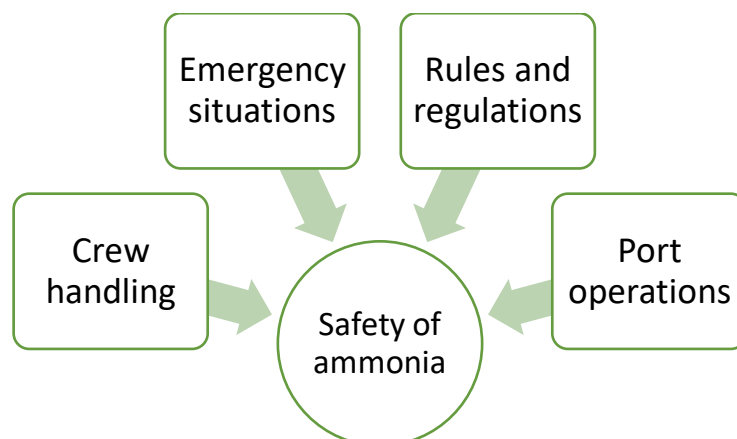 Emergency
situations
Rules and
regulations
Crew
handling
Port
operations
Safety of
ammonia